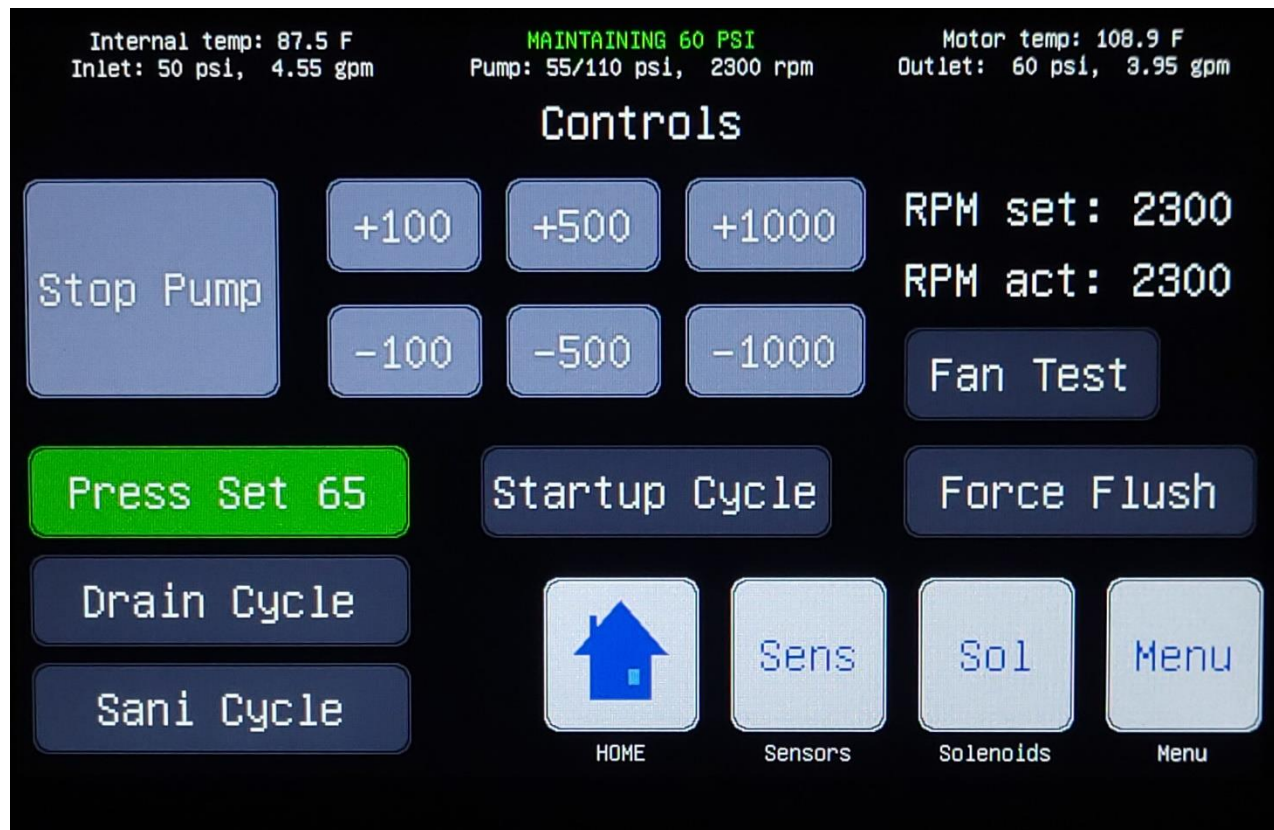 Internal temp: 87.5 F
Inlet: 50 psi, 4.55 gpm
MAINTAINING 60 PSI
Pump: 55/110 psi, 2300 rpm
Motor temp: 108.9 F
Outlet: 60 psi, 3.95 gpm
Controls
Stop Pump
+100
+500
+1000
-100
-500
-1000
RPM set: 2300
RPM act: 2300
Fan Test
Press Set 65
Startup Cycle
Force Flush
Drain Cycle
Sani Cycle
Sens
Sol
Menu
HOME
Sensors
Solenoids
Menu